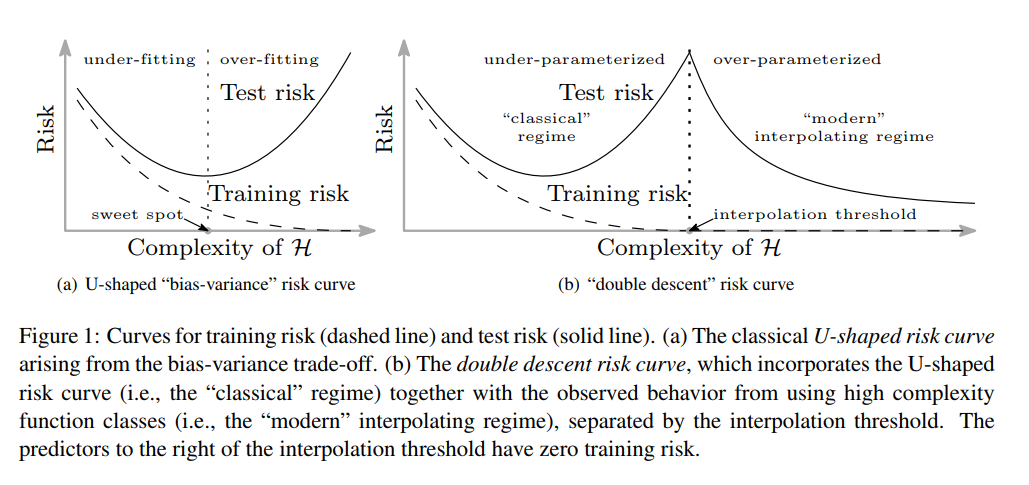 under-fitting
over-fitting
Test risk
Risk
Training risk
sweet spot
Complexity of ℋ
(a) U-shaped “bias-variance” risk curve
under-parameterized
over-parameterized
Test risk
“classical”
regime
“modern”
interpolating regime
Risk
Training risk
interpolation threshold
Complexity of ℋ
(b) “double descent” risk curve
Figure 1: Curves for training risk (dashed line) and test risk (solid line). (a) The classical U-shaped risk curve
arising from the bias-variance trade-off. (b) The double descent risk curve, which incorporates the U-shaped
risk curve (i.e., the “classical” regime) together with the observed behavior from using high complexity
function classes (i.e., the “modern” interpolating regime), separated by the interpolation threshold. The
predictors to the right of the interpolation threshold have zero training risk.